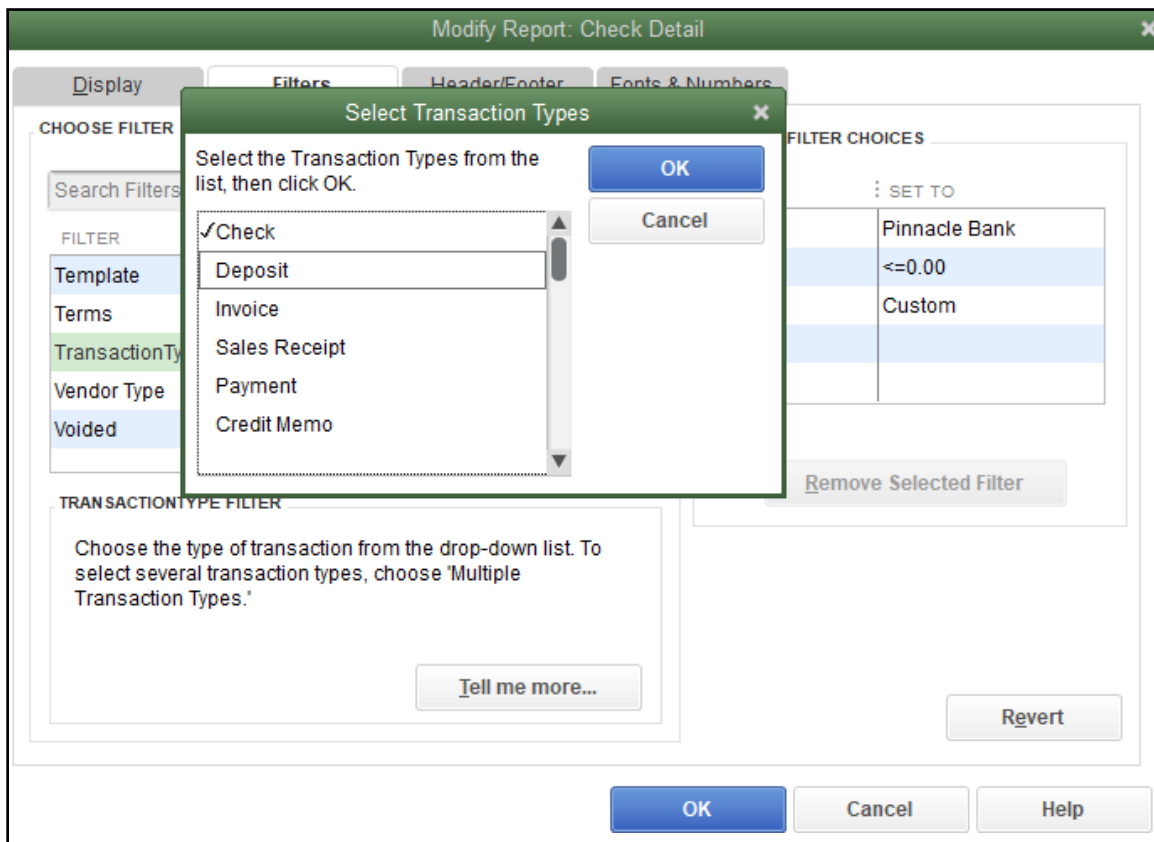 Modify Report: Check Detail
Display
Filters
Header/Footer
Fonts & Numbers
Select Transaction Types
CHOOSE FILTER
FILTER CHOICES
Select the Transaction Types from the
list, then click OK.
OK
Cancel
Search Filters
SET TO
FILTER
✓Check
Pinnacle Bank
Template
Deposit
<=0.00
Terms
Invoice
Custom
TransactionTy
Sales Receipt
Vendor Type
Payment
Voided
Credit Memo
Remove Selected Filter
TRANSACTIONTYPE FILTER
Choose the type of transaction from the drop-down list. To
select several transaction types, choose 'Multiple
Transaction Types.'
Tell me more...
Revert
OK
Cancel
Help